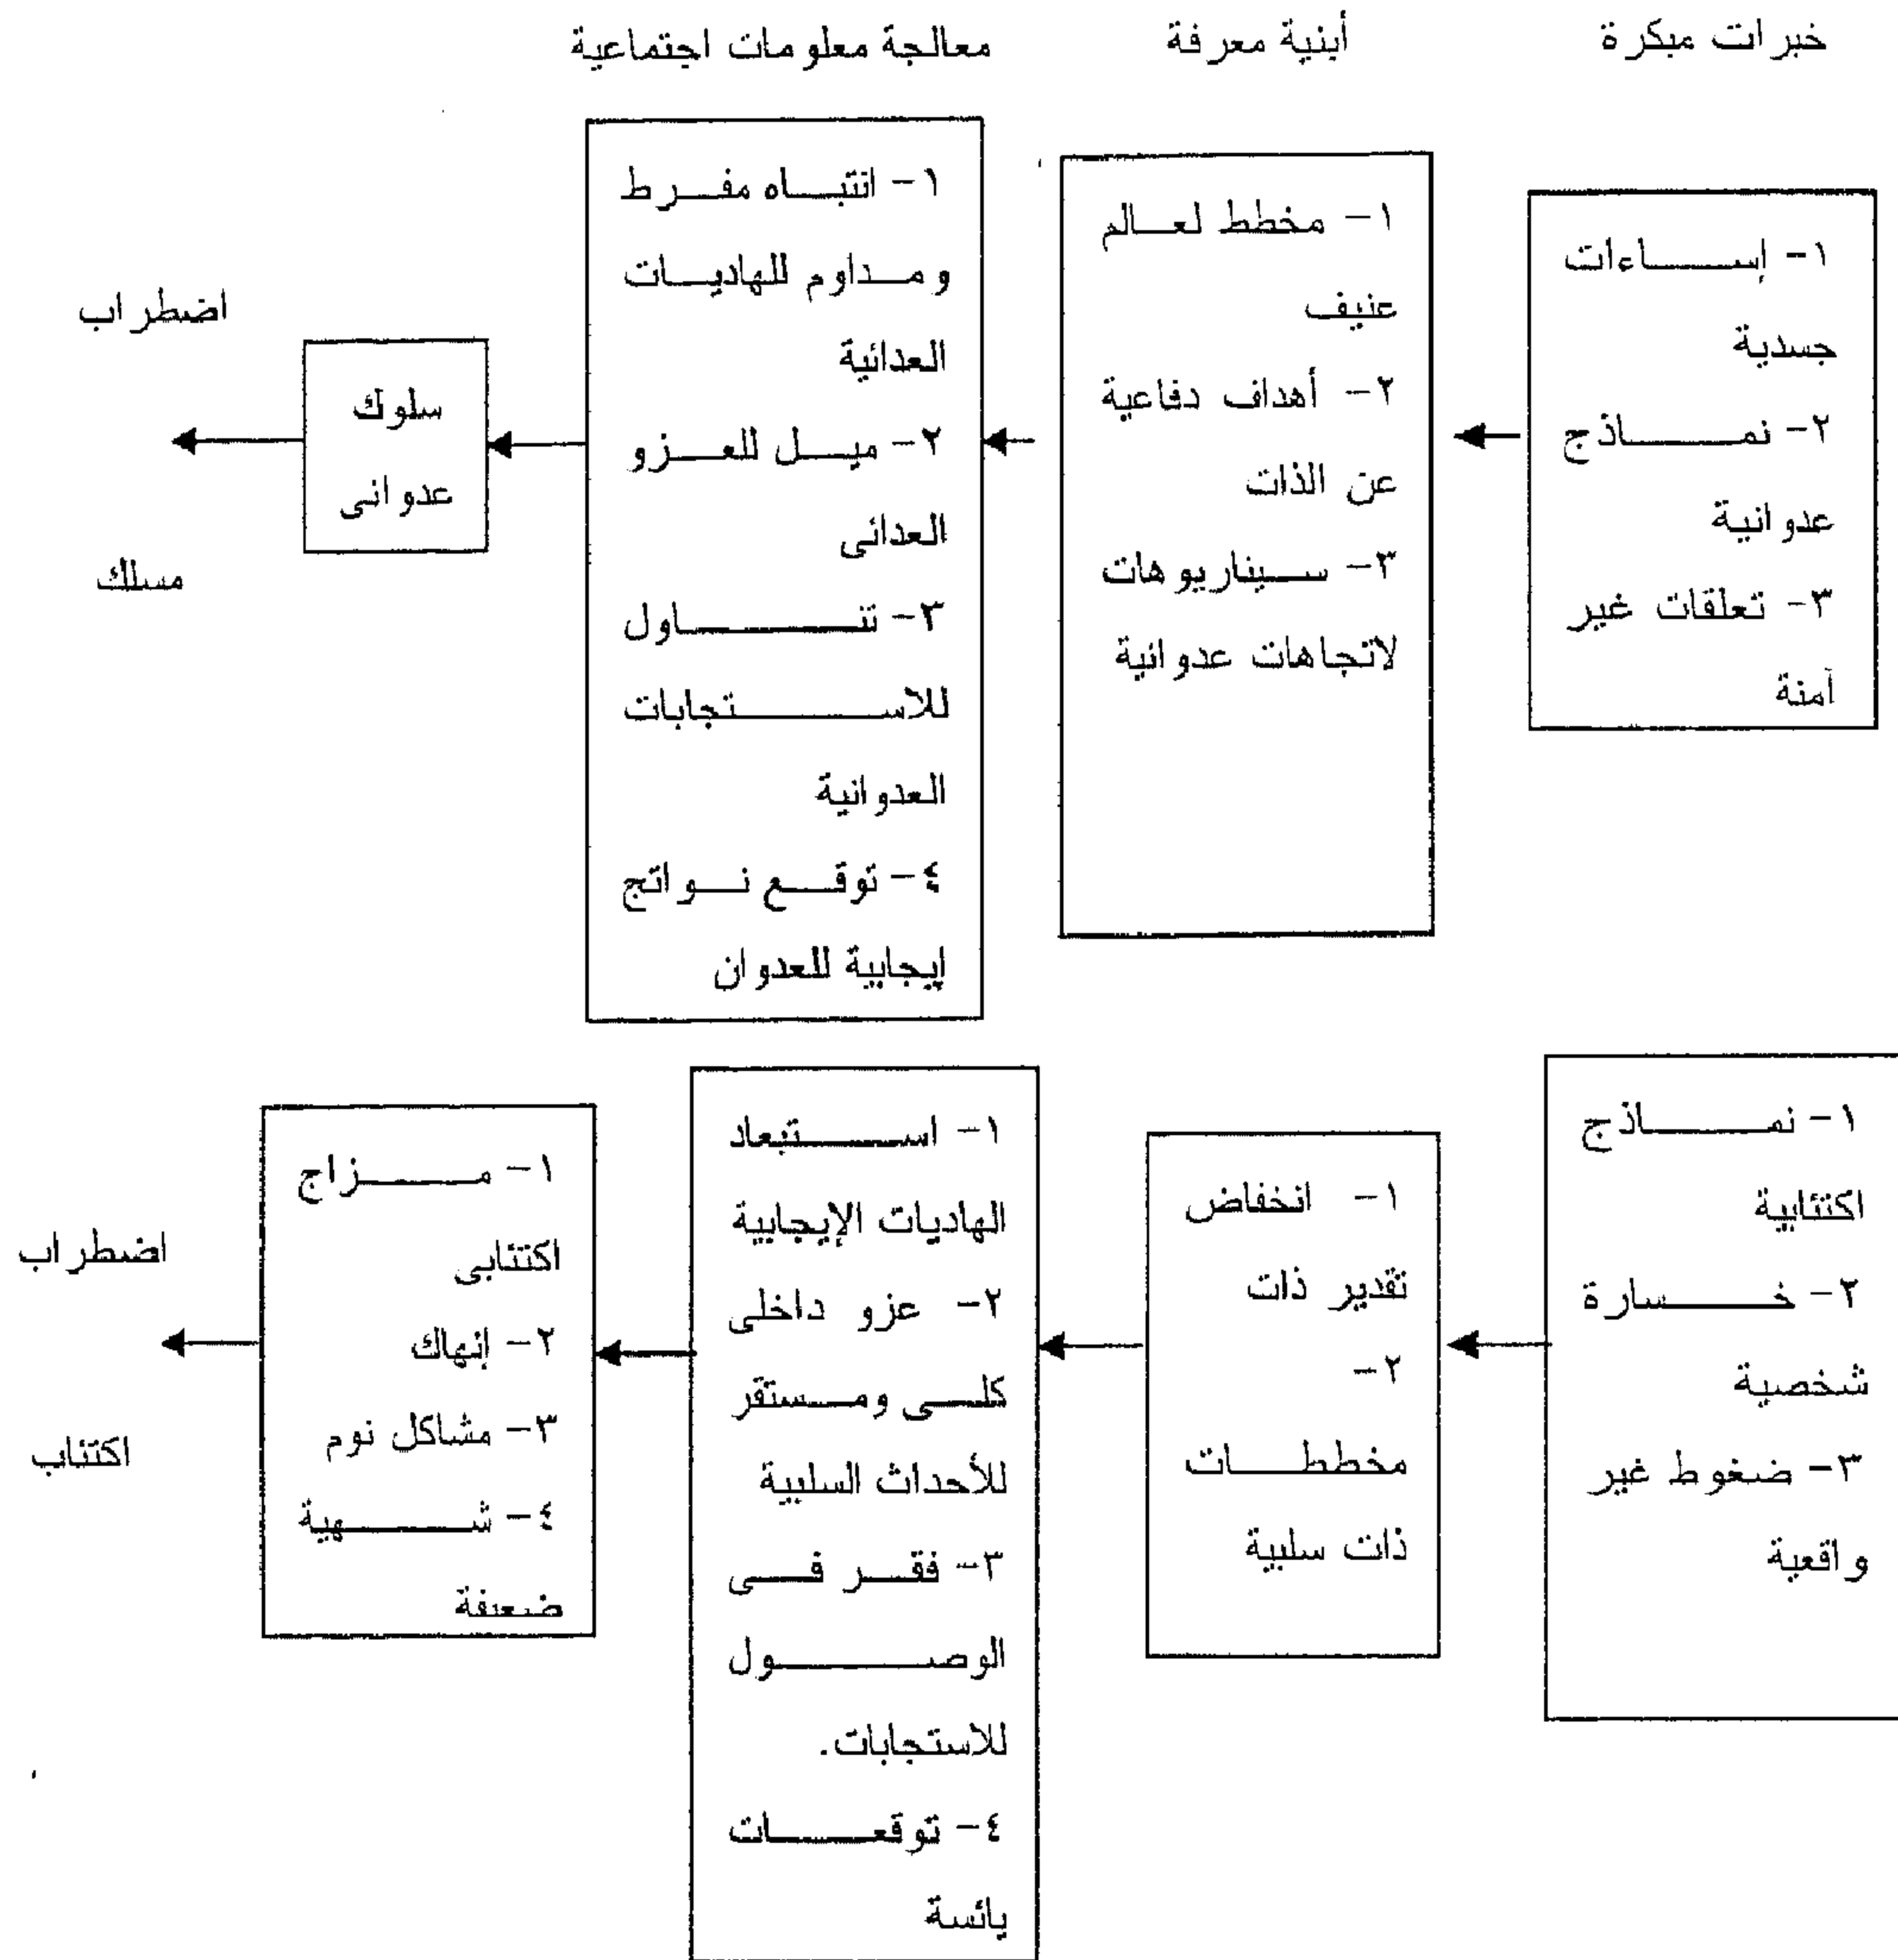 خبرات مبكرة
أبنية معرفة
معالجة معلومات اجتماعية
١- إساءات
جسدية
٢- نماذج
عدوانية
٣- تعلقات غير
آمنة
١- مخطط لعالم
عنيف
٢- أهداف دفاعية
عن الذات
٣- سيناريوهات
لاتجاهات عدوانية
١- انتباه مفرط
ومداوم للهاديات
العدائية
٢- ميل للعزو
العدائى
٣- تناول
للاستجابات
العدوانية
٤- توقع نواتج
إيجابية للعدوان
سلوك
عدوانى
اضطراب
مسلك
١- نماذج
اكتئابية
٢- خسارة
شخصية
٣- ضغوط غير
واقعية
١- انخفاض
تقدير ذات
٢-
مخططات
ذات سلبية
١- استبعاد
الهاديات الإيجابية
٢- عزو داخلى
كلى ومستقر
للأحداث السلبية
٣- فقر فى
الوصول
للاستجابات.
٤- توقعات
يائسة
١- مزاج
اكتئابى
٢- إنهاك
٣- مشاكل نوم
٤- شهية
ضعيفة
اضطراب
اكتئاب